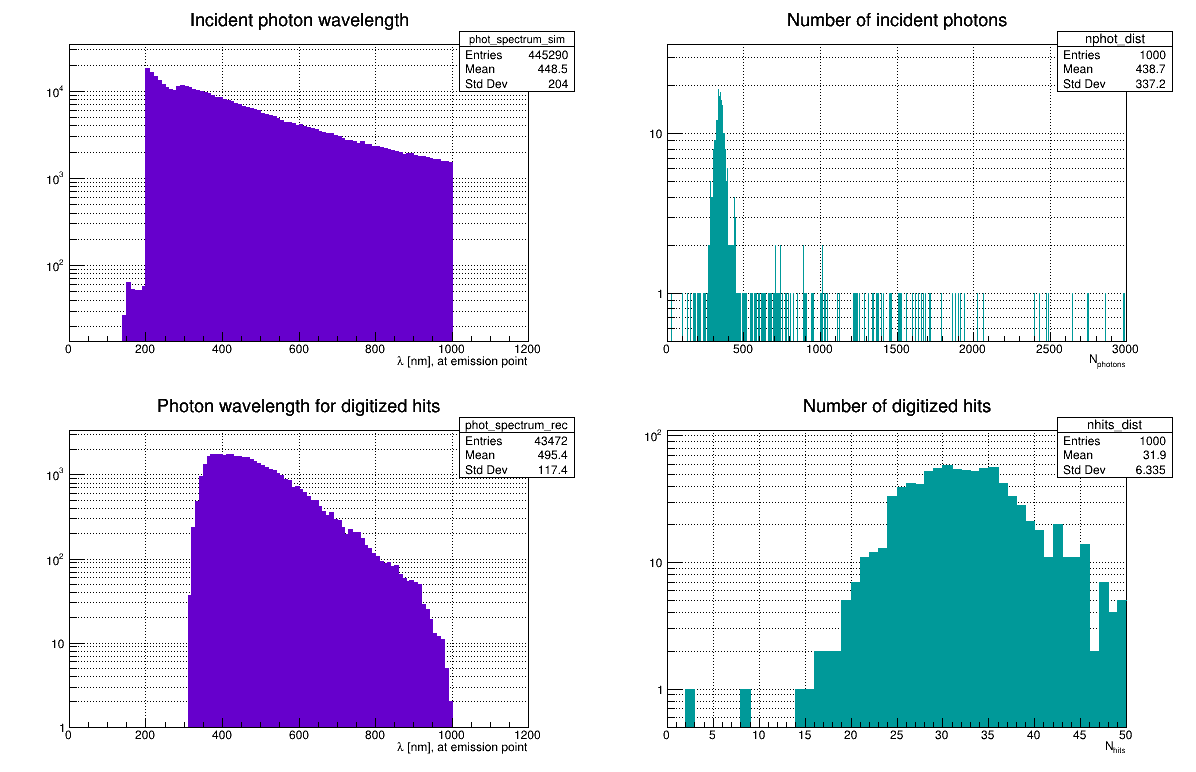 Incident photon wavelength
phot_spectrum_sim
Entries 445290
Mean 448.5
Std Dev 204
10^4
10^3
10^2
0 200 400 600 800 1000 1200
λ [nm], at emission point
Number of incident photons
nphot_dist
Entries 1000
Mean 438.7
Std Dev 337.2
10
1
0 500 1000 1500 2000 2500 3000
N_photons
Photon wavelength for digitized hits
phot_spectrum_rec
Entries 43472
Mean 495.4
Std Dev 117.4
10^3
10^2
10
1
0 200 400 600 800 1000 1200
λ [nm], at emission point
Number of digitized hits
nhits_dist
Entries 1000
Mean 31.9
Std Dev 6.335
10^2
10
1
0 5 10 15 20 25 30 35 40 45 50
N_hits